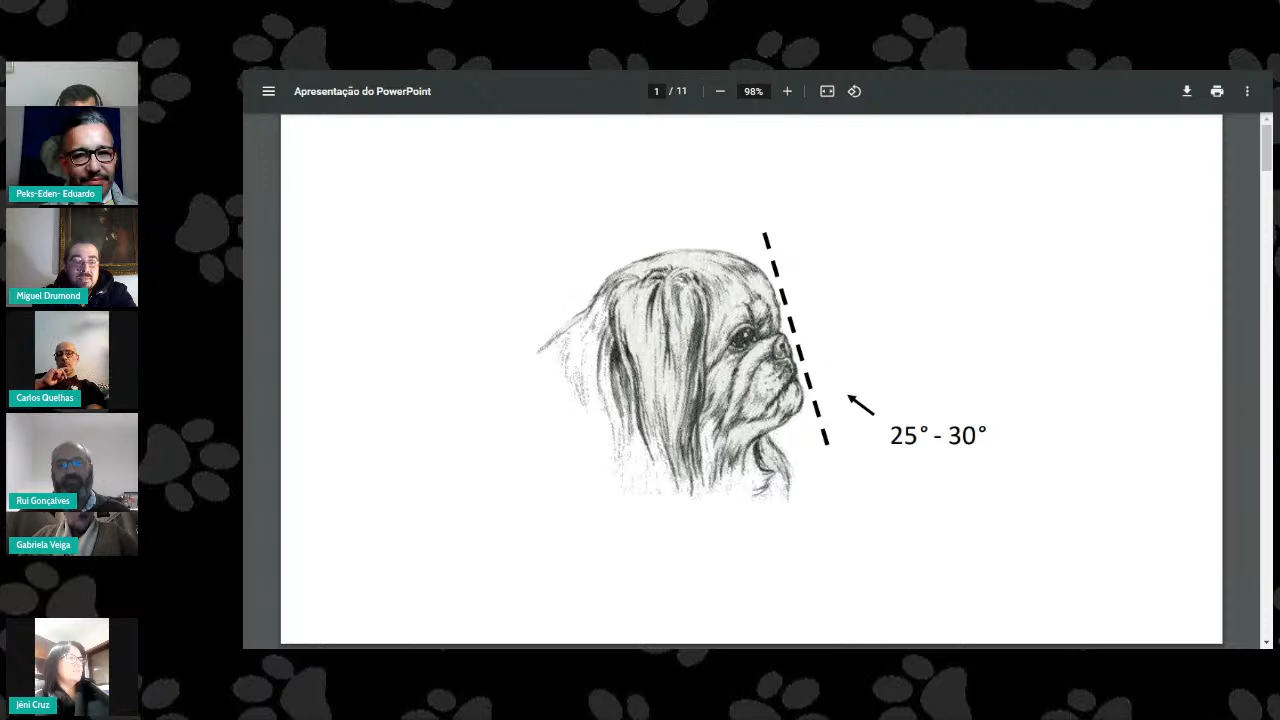 Apresentação do PowerPoint
1 / 11
98%
Peks-Eden- Eduardo
Miguel Drumond
Carlos Quelhas
Rui Gonçalves
Gabriela Veiga
Jéni Cruz
25° - 30°